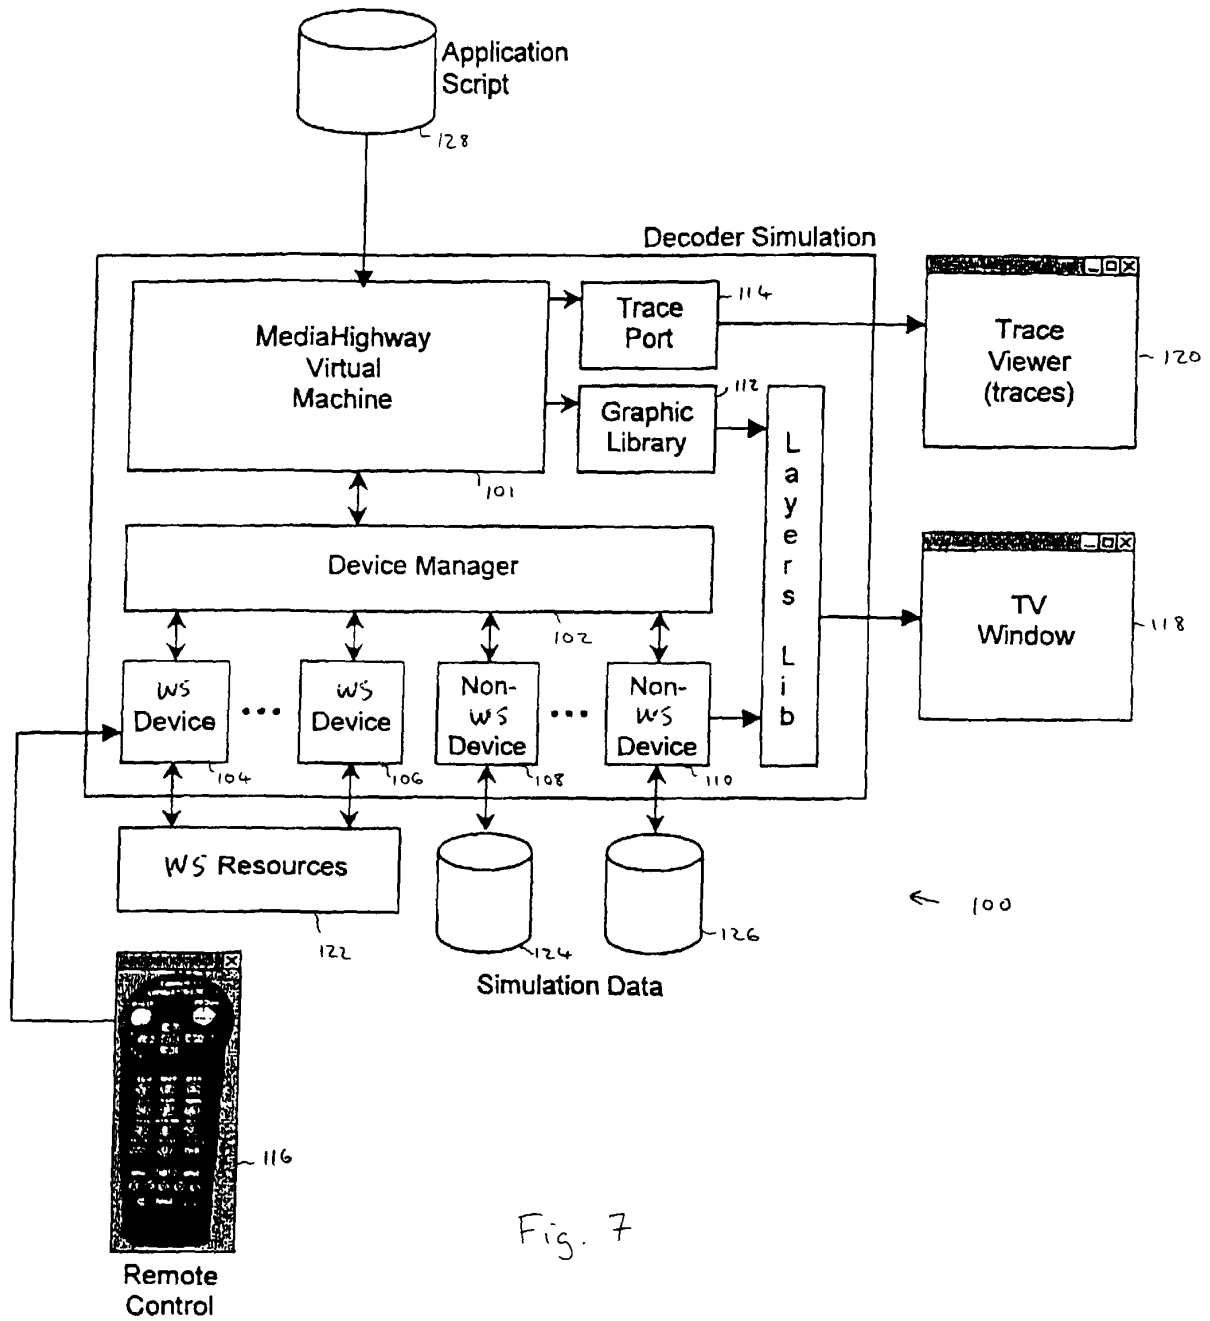 Application
Script
128
Decoder Simulation
MediaHighway
Virtual
Machine
101
Trace
Port
114
Graphic
Library
112
Trace
Viewer
(traces)
120
Layers Lib
Device Manager
102
TV
Window
118
WS
Device
104
WS
Device
106
Non-
WS
Device
108
Non-
WS
Device
110
WS Resources
122
124
126
Simulation Data
100
116
Remote
Control
Fig. 7